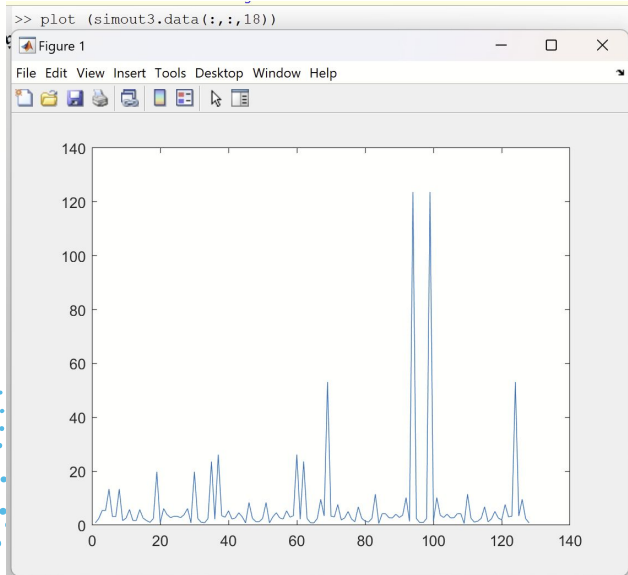 >> plot (simout3.data(:,:,18))
Figure 1
File Edit View Insert Tools Desktop Window Help
140
120
100
80
60
40
20
0
0 20 40 60 80 100 120 140